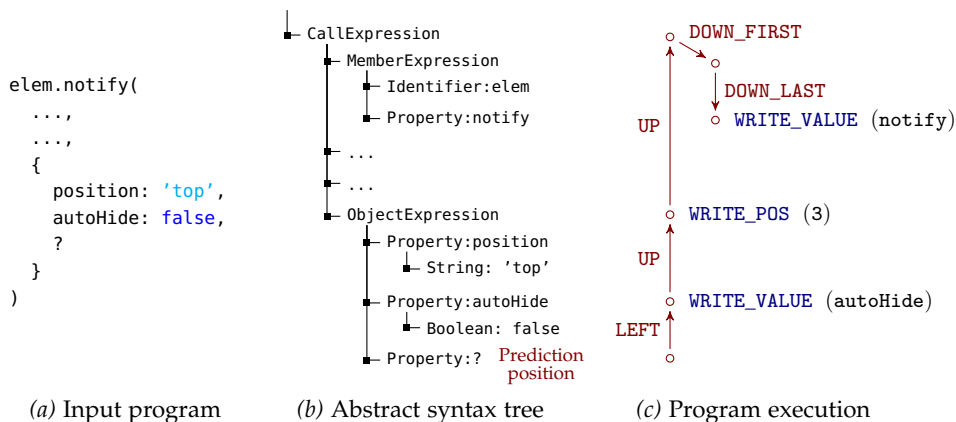 elem.notify(
...,
...,
{
position: ’top’,
autoHide: false,
?
}
)
CallExpression
MemberExpression
Identifier:elem
Property:notify
...
...
ObjectExpression
Property:position
String: ’top’
Property:autoHide
Boolean: false
Property:? Prediction
position
DOWN_FIRST
DOWN_LAST
UP WRITE_VALUE (notify)
WRITE_POS (3)
UP
WRITE_VALUE (autoHide)
LEFT
(a) Input program
(b) Abstract syntax tree
(c) Program execution